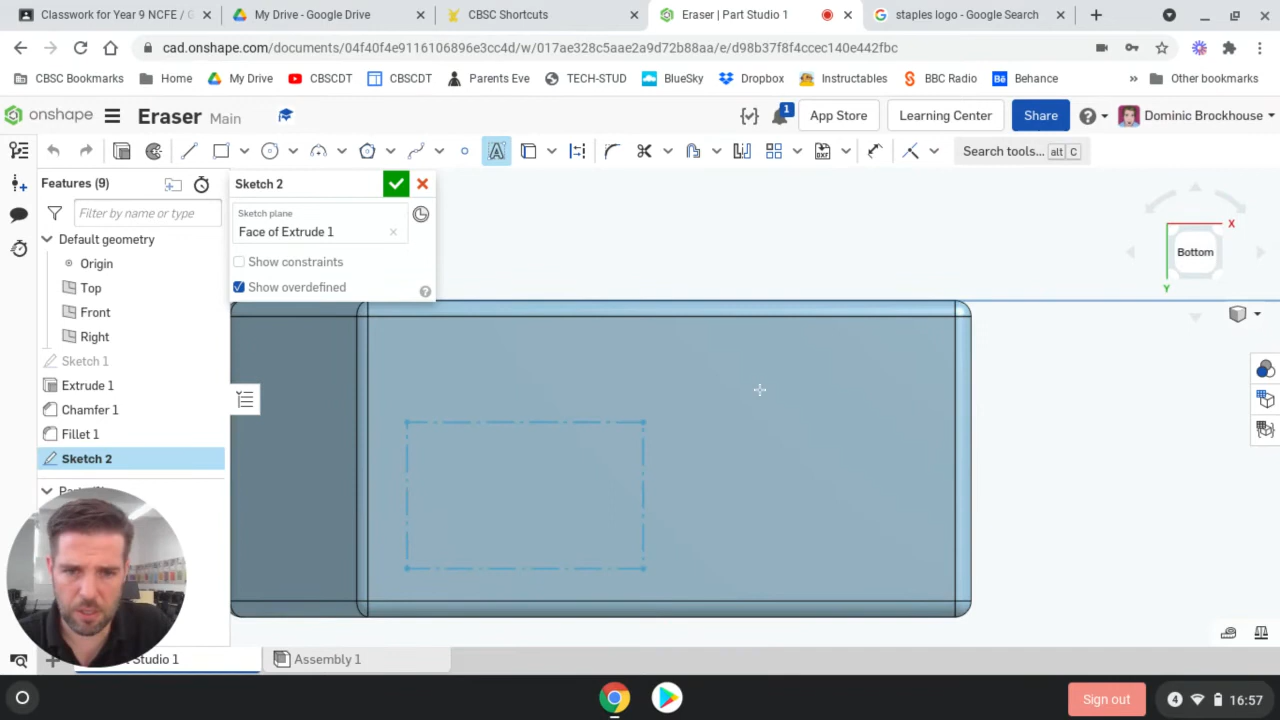 Classwork for Year 9 NCFE / G
My Drive - Google Drive
CBSC Shortcuts
Eraser | Part Studio 1
staples logo - Google Search
cad.onshape.com/documents/04f40f4e9116106896e3cc4d/w/017ae328c5aae2a9d72b88aa/e/d98b37f8f4ccec140e442fbc
CBSC Bookmarks
Home
My Drive
CBSCDT
CBSCDT
Parents Eve
TECH-STUD
BlueSky
Dropbox
Instructables
BBC Radio
Behance
Other bookmarks
onshape
Eraser Main
1
App Store
Learning Center
Share
Dominic Brockhouse
Search tools... alt C
Features (9)
Filter by name or type
Default geometry
Origin
Top
Front
Right
Sketch 1
Extrude 1
Chamfer 1
Fillet 1
Sketch 2
Sketch 2
Sketch plane
Face of Extrude 1
Show constraints
Show overdefined
Bottom
X
Y
Studio 1
Assembly 1
Sign out
4
16:57